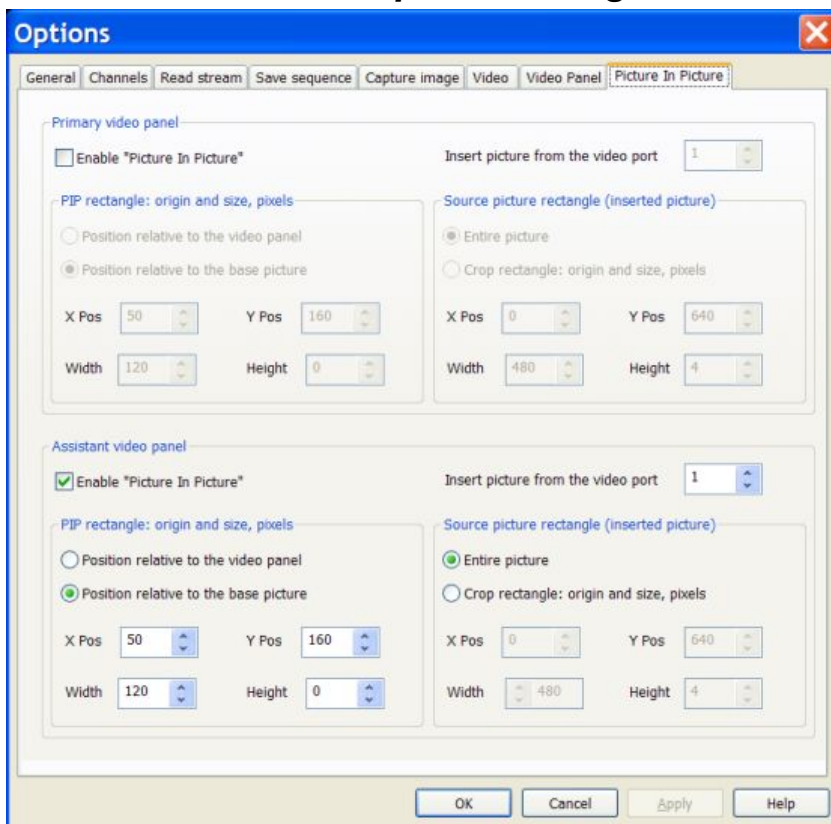 Options
General Channels Read stream Save sequence Capture image Video Video Panel Picture In Picture
Primary video panel
Enable "Picture In Picture" Insert picture from the video port 1
PIP rectangle: origin and size, pixels Source picture rectangle (inserted picture)
Position relative to the video panel Entire picture
Position relative to the base picture Crop rectangle: origin and size, pixels
X Pos 50 Y Pos 160 X Pos 0 Y Pos 640
Width 120 Height 0 Width 480 Height 4
Assistant video panel
Enable "Picture In Picture" Insert picture from the video port 1
PIP rectangle: origin and size, pixels Source picture rectangle (inserted picture)
Position relative to the video panel Entire picture
Position relative to the base picture Crop rectangle: origin and size, pixels
X Pos 50 Y Pos 160 X Pos 0 Y Pos 640
Width 120 Height 0 Width 480 Height 4
OK Cancel Apply Help